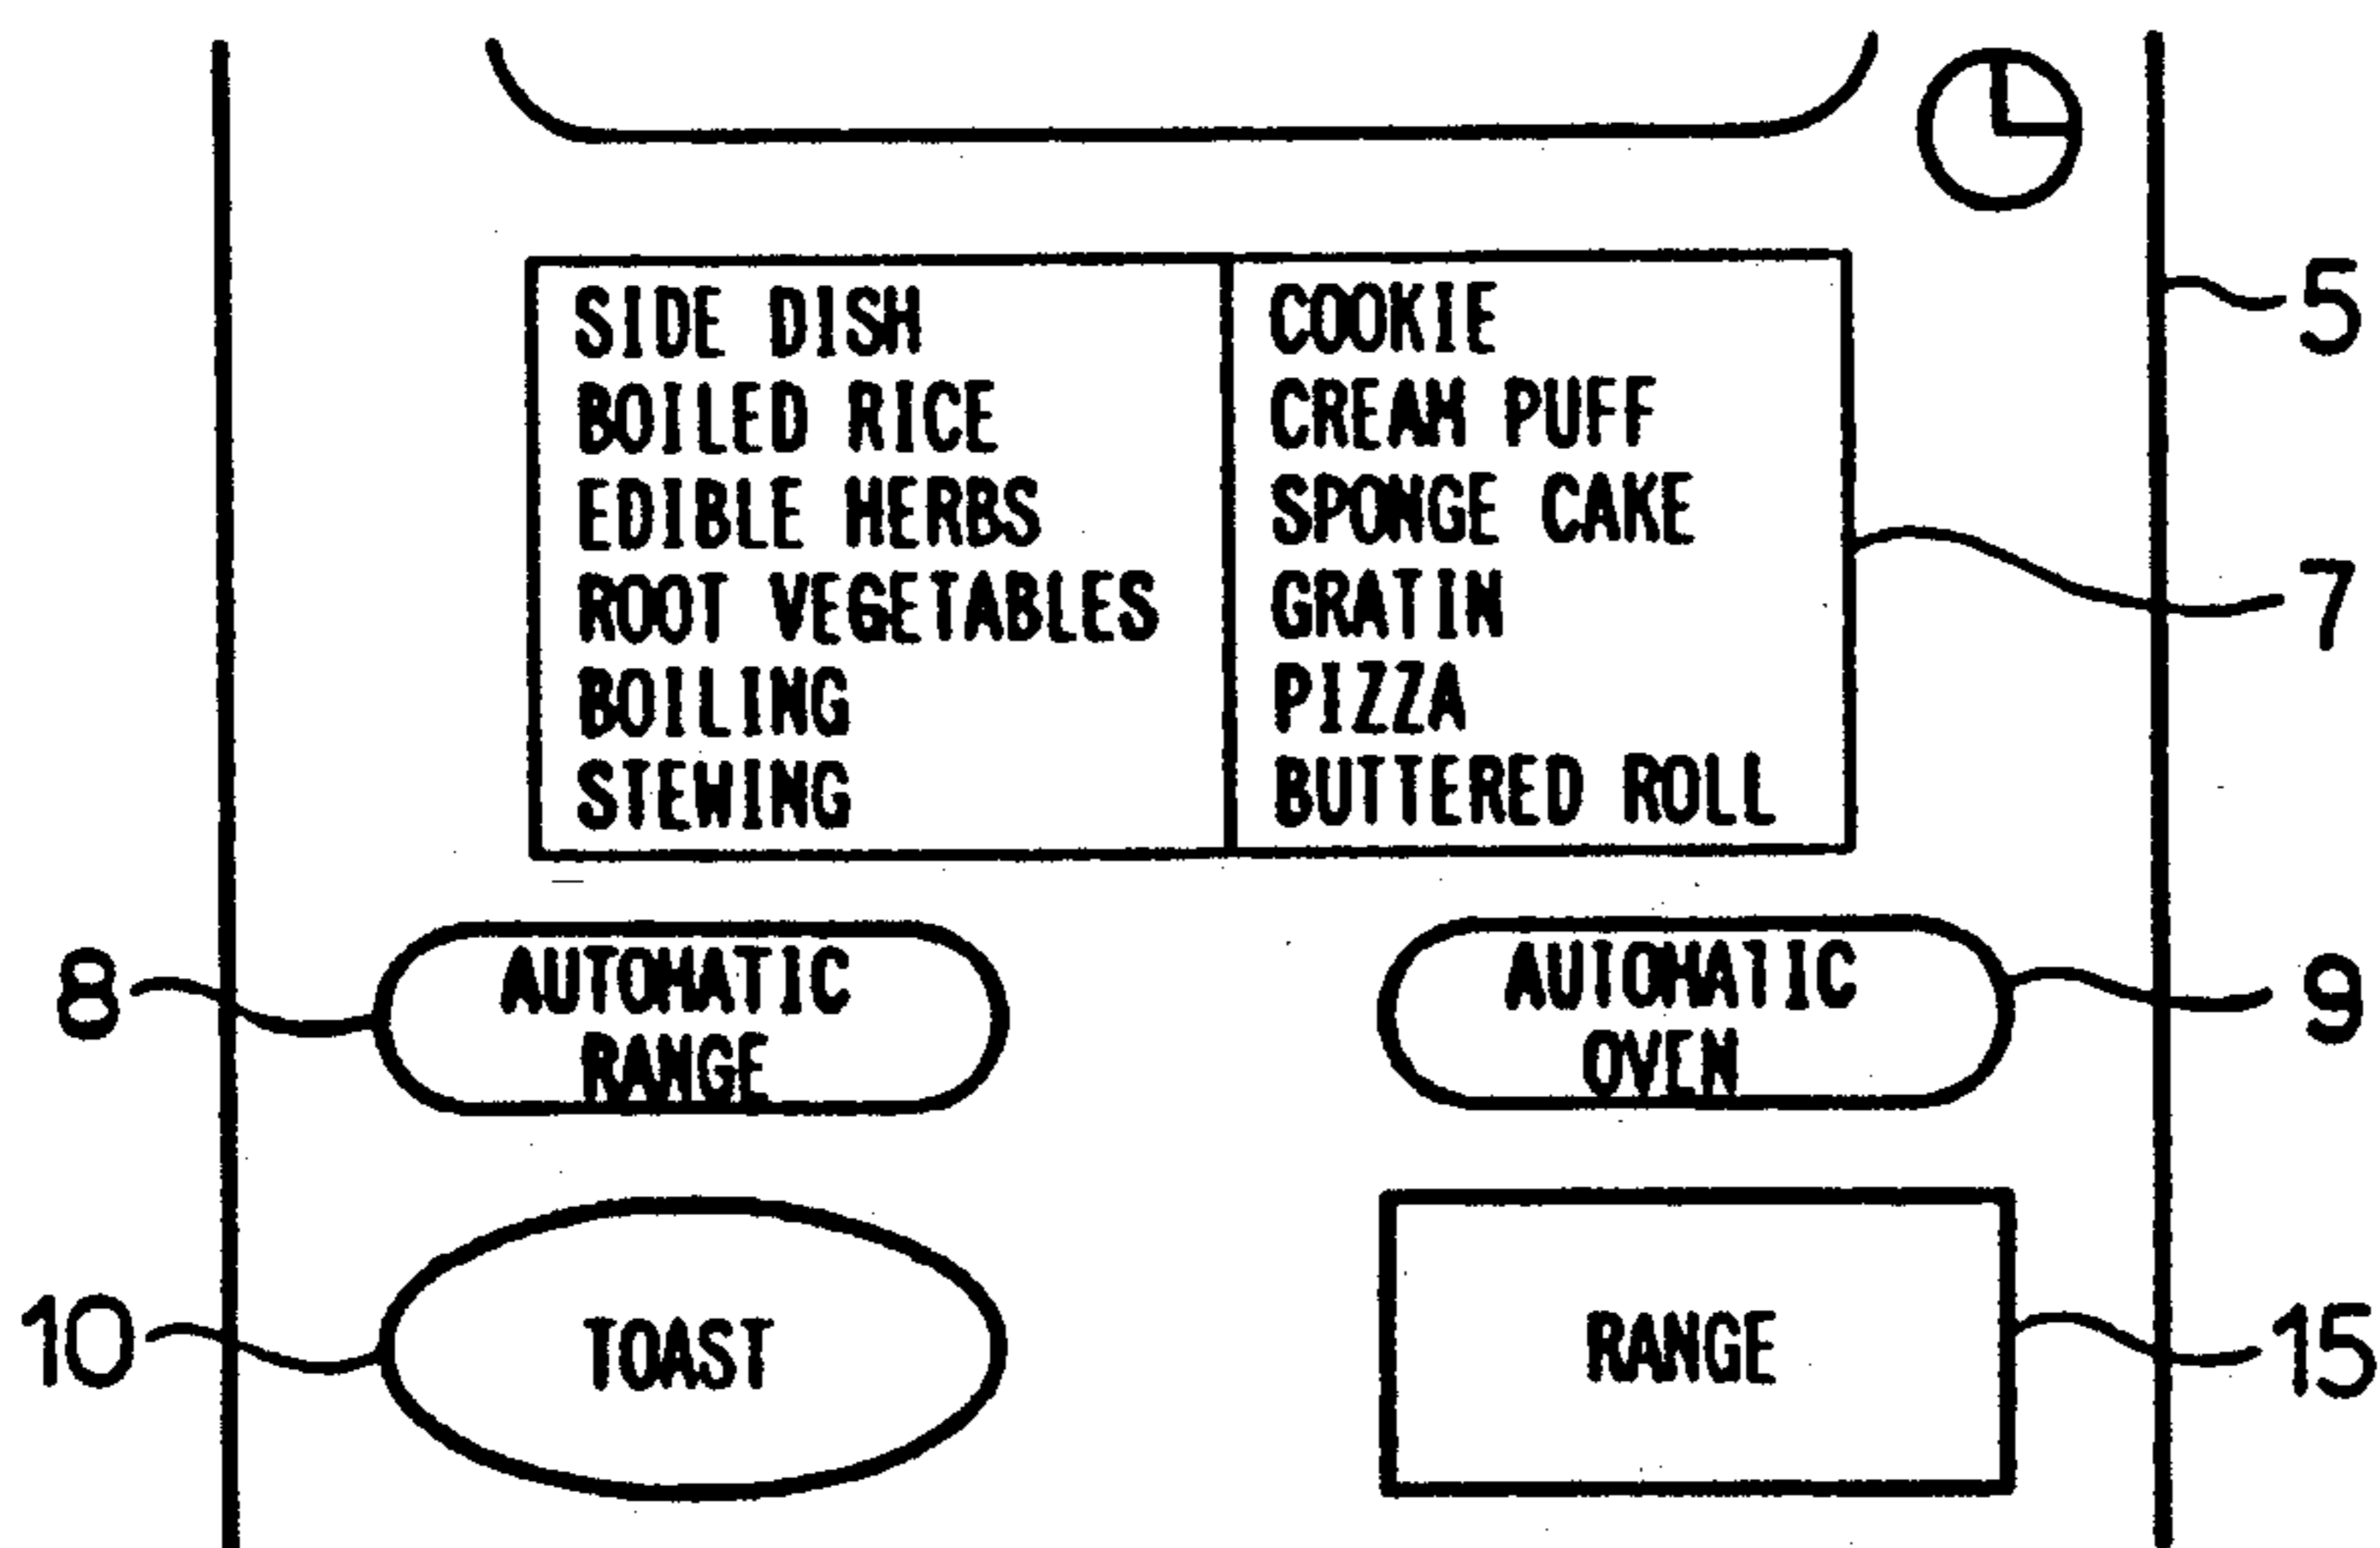 5
SIDE DISH
BOILED RICE
EDIBLE HERBS
ROOT VEGETABLES
BOILING
STEWING
COOKIE
CREAM PUFF
SPONGE CAKE
GRATIN
PIZZA
BUTTERED ROLL
7
8
AUTOMATIC
RANGE
AUTOMATIC
OVEN
9
10
TOAST
RANGE
15